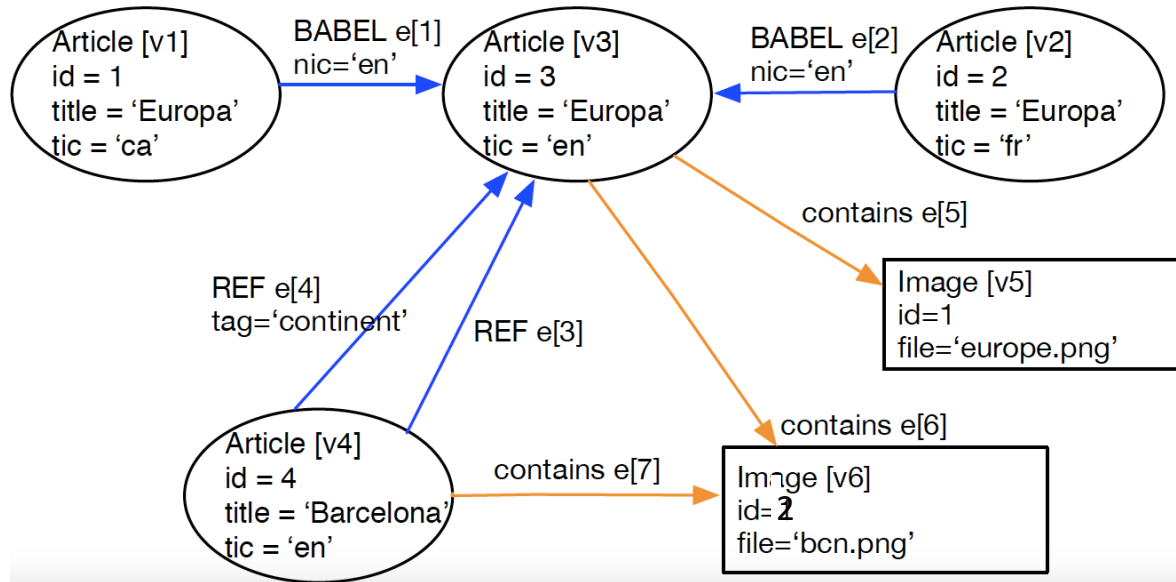 Article [v1]
id = 1
title = ‘Europa’
tic = ‘ca’
BABEL e[1]
nic=‘en’
Article [v3]
id = 3
title = ‘Europa’
tic = ‘en’
BABEL e[2]
nic=‘en’
Article [v2]
id = 2
title = ‘Europa’
tic = ‘fr’
contains e[5]
REF e[4]
tag=‘continent’
REF e[3]
Image [v5]
id=1
file=‘europe.png’
contains e[6]
Article [v4]
id = 4
title = ‘Barcelona’
tic = ‘en’
contains e[7]
Image [v6]
id=2
file=‘bcn.png’